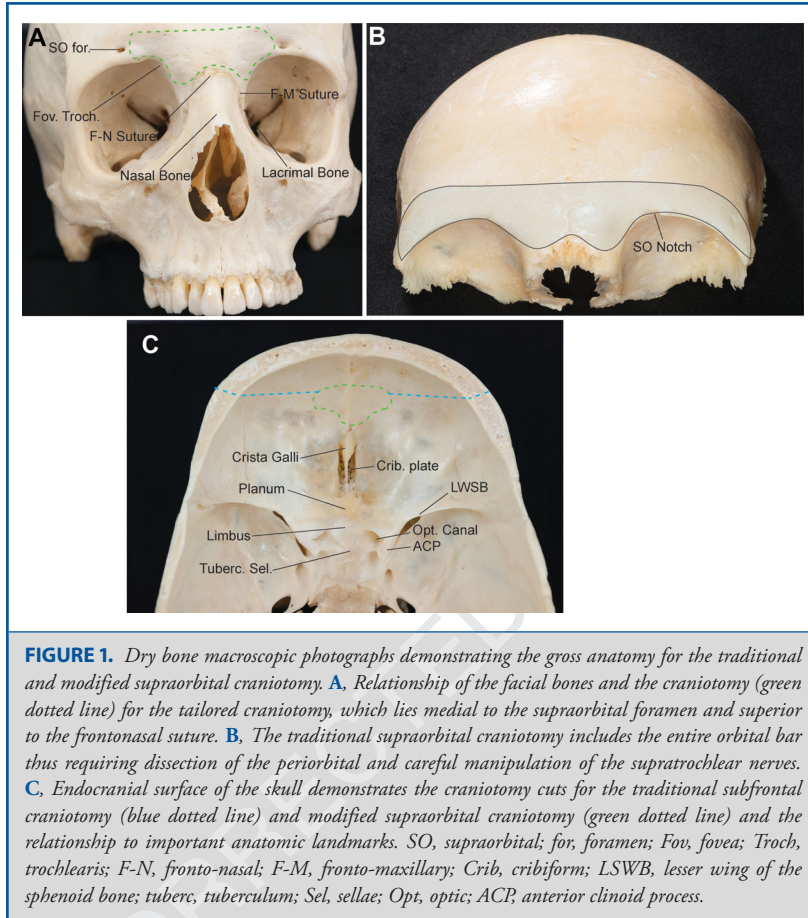 A
SO for.
Fov. Troch.
F-N Suture
Nasal Bone
F-M Suture
Lacrimal Bone
B
SO Notch
C
Crista Galli
Crib. plate
Planum
LWSB
Limbus
Opt. Canal
ACP
Tuberc. Sel.
RRECTED
FIGURE 1. Dry bone macroscopic photographs demonstrating the gross anatomy for the traditional
and modified supraorbital craniotomy. A, Relationship of the facial bones and the craniotomy (green
dotted line) for the tailored craniotomy, which lies medial to the supraorbital foramen and superior
to the frontonasal suture. B, The traditional supraorbital craniotomy includes the entire orbital bar
thus requiring dissection of the periorbital and careful manipulation of the supratrochlear nerves.
C, Endocranial surface of the skull demonstrates the craniotomy cuts for the traditional subfrontal
craniotomy (blue dotted line) and modified supraorbital craniotomy (green dotted line) and the
relationship to important anatomic landmarks. SO, supraorbital; for, foramen; Fov, fovea; Troch,
trochlearis; F-N, fronto-nasal; F-M, fronto-maxillary; Crib, cribiform; LSWB, lesser wing of the
sphenoid bone; tuberc, tuberculum; Sel, sellae; Opt, optic; ACP, anterior clinoid process.